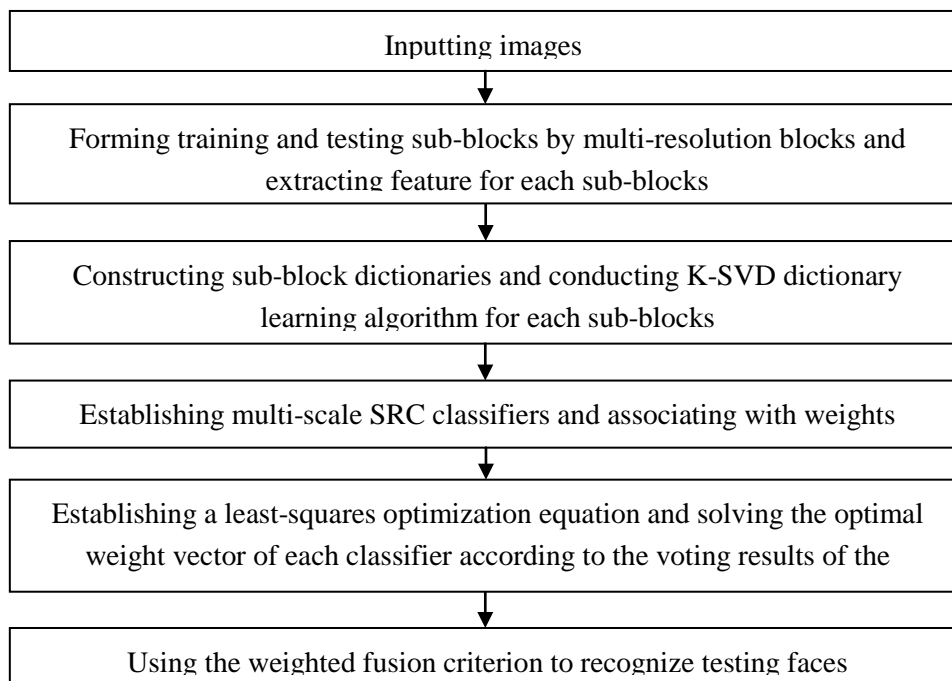 Inputting images
Forming training and testing sub-blocks by multi-resolution blocks and
extracting feature for each sub-blocks
Constructing sub-block dictionaries and conducting K-SVD dictionary
learning algorithm for each sub-blocks
Establishing multi-scale SRC classifiers and associating with weights
Establishing a least-squares optimization equation and solving the optimal
weight vector of each classifier according to the voting results of the
Using the weighted fusion criterion to recognize testing faces